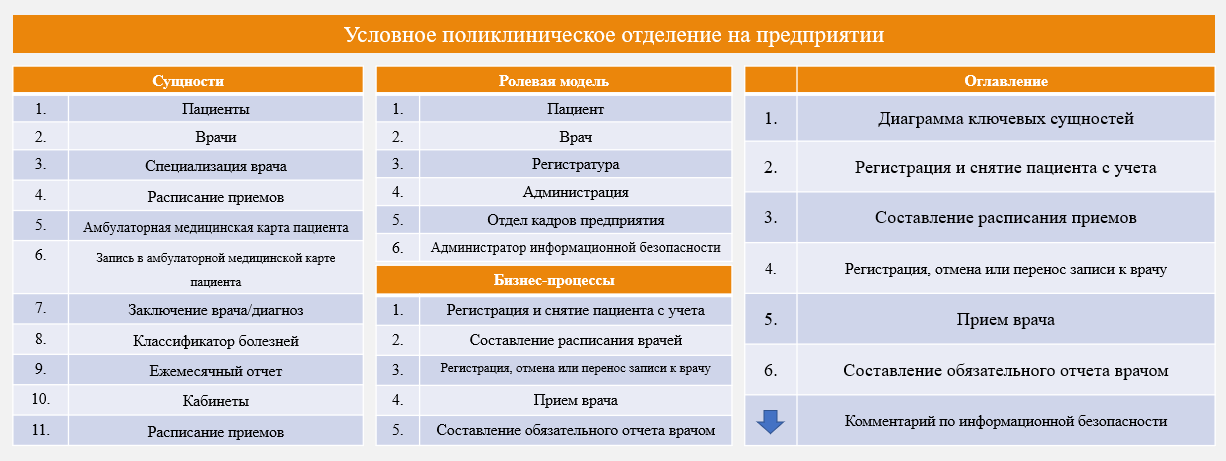 Условное поликлиническое отделение на предприятии
Сущности
1. Пациенты
2. Врачи
3. Специализация врача
4. Расписание приемов
5. Амбулаторная медицинская карта пациента
6. Запись в амбулаторной медицинской карте
пациента
7. Заключение врача/диагноз
8. Классификатор болезней
9. Ежемесячный отчет
10. Кабинеты
11. Расписание приемов
Ролевая модель
1. Пациент
2. Врач
3. Регистратура
4. Администрация
5. Отдел кадров предприятия
6. Администратор информационной безопасности
Бизнес-процессы
1. Регистрация и снятие пациента с учета
2. Составление расписания врачей
3. Регистрация, отмена или перенос записи к врачу
4. Прием врача
5. Составление обязательного отчета врачом
Оглавление
1. Диаграмма ключевых сущностей
2. Регистрация и снятие пациента с учета
3. Составление расписания приемов
4. Регистрация, отмена или перенос записи к врачу
5. Прием врача
6. Составление обязательного отчета врачом
Комментарий по информационной безопасности